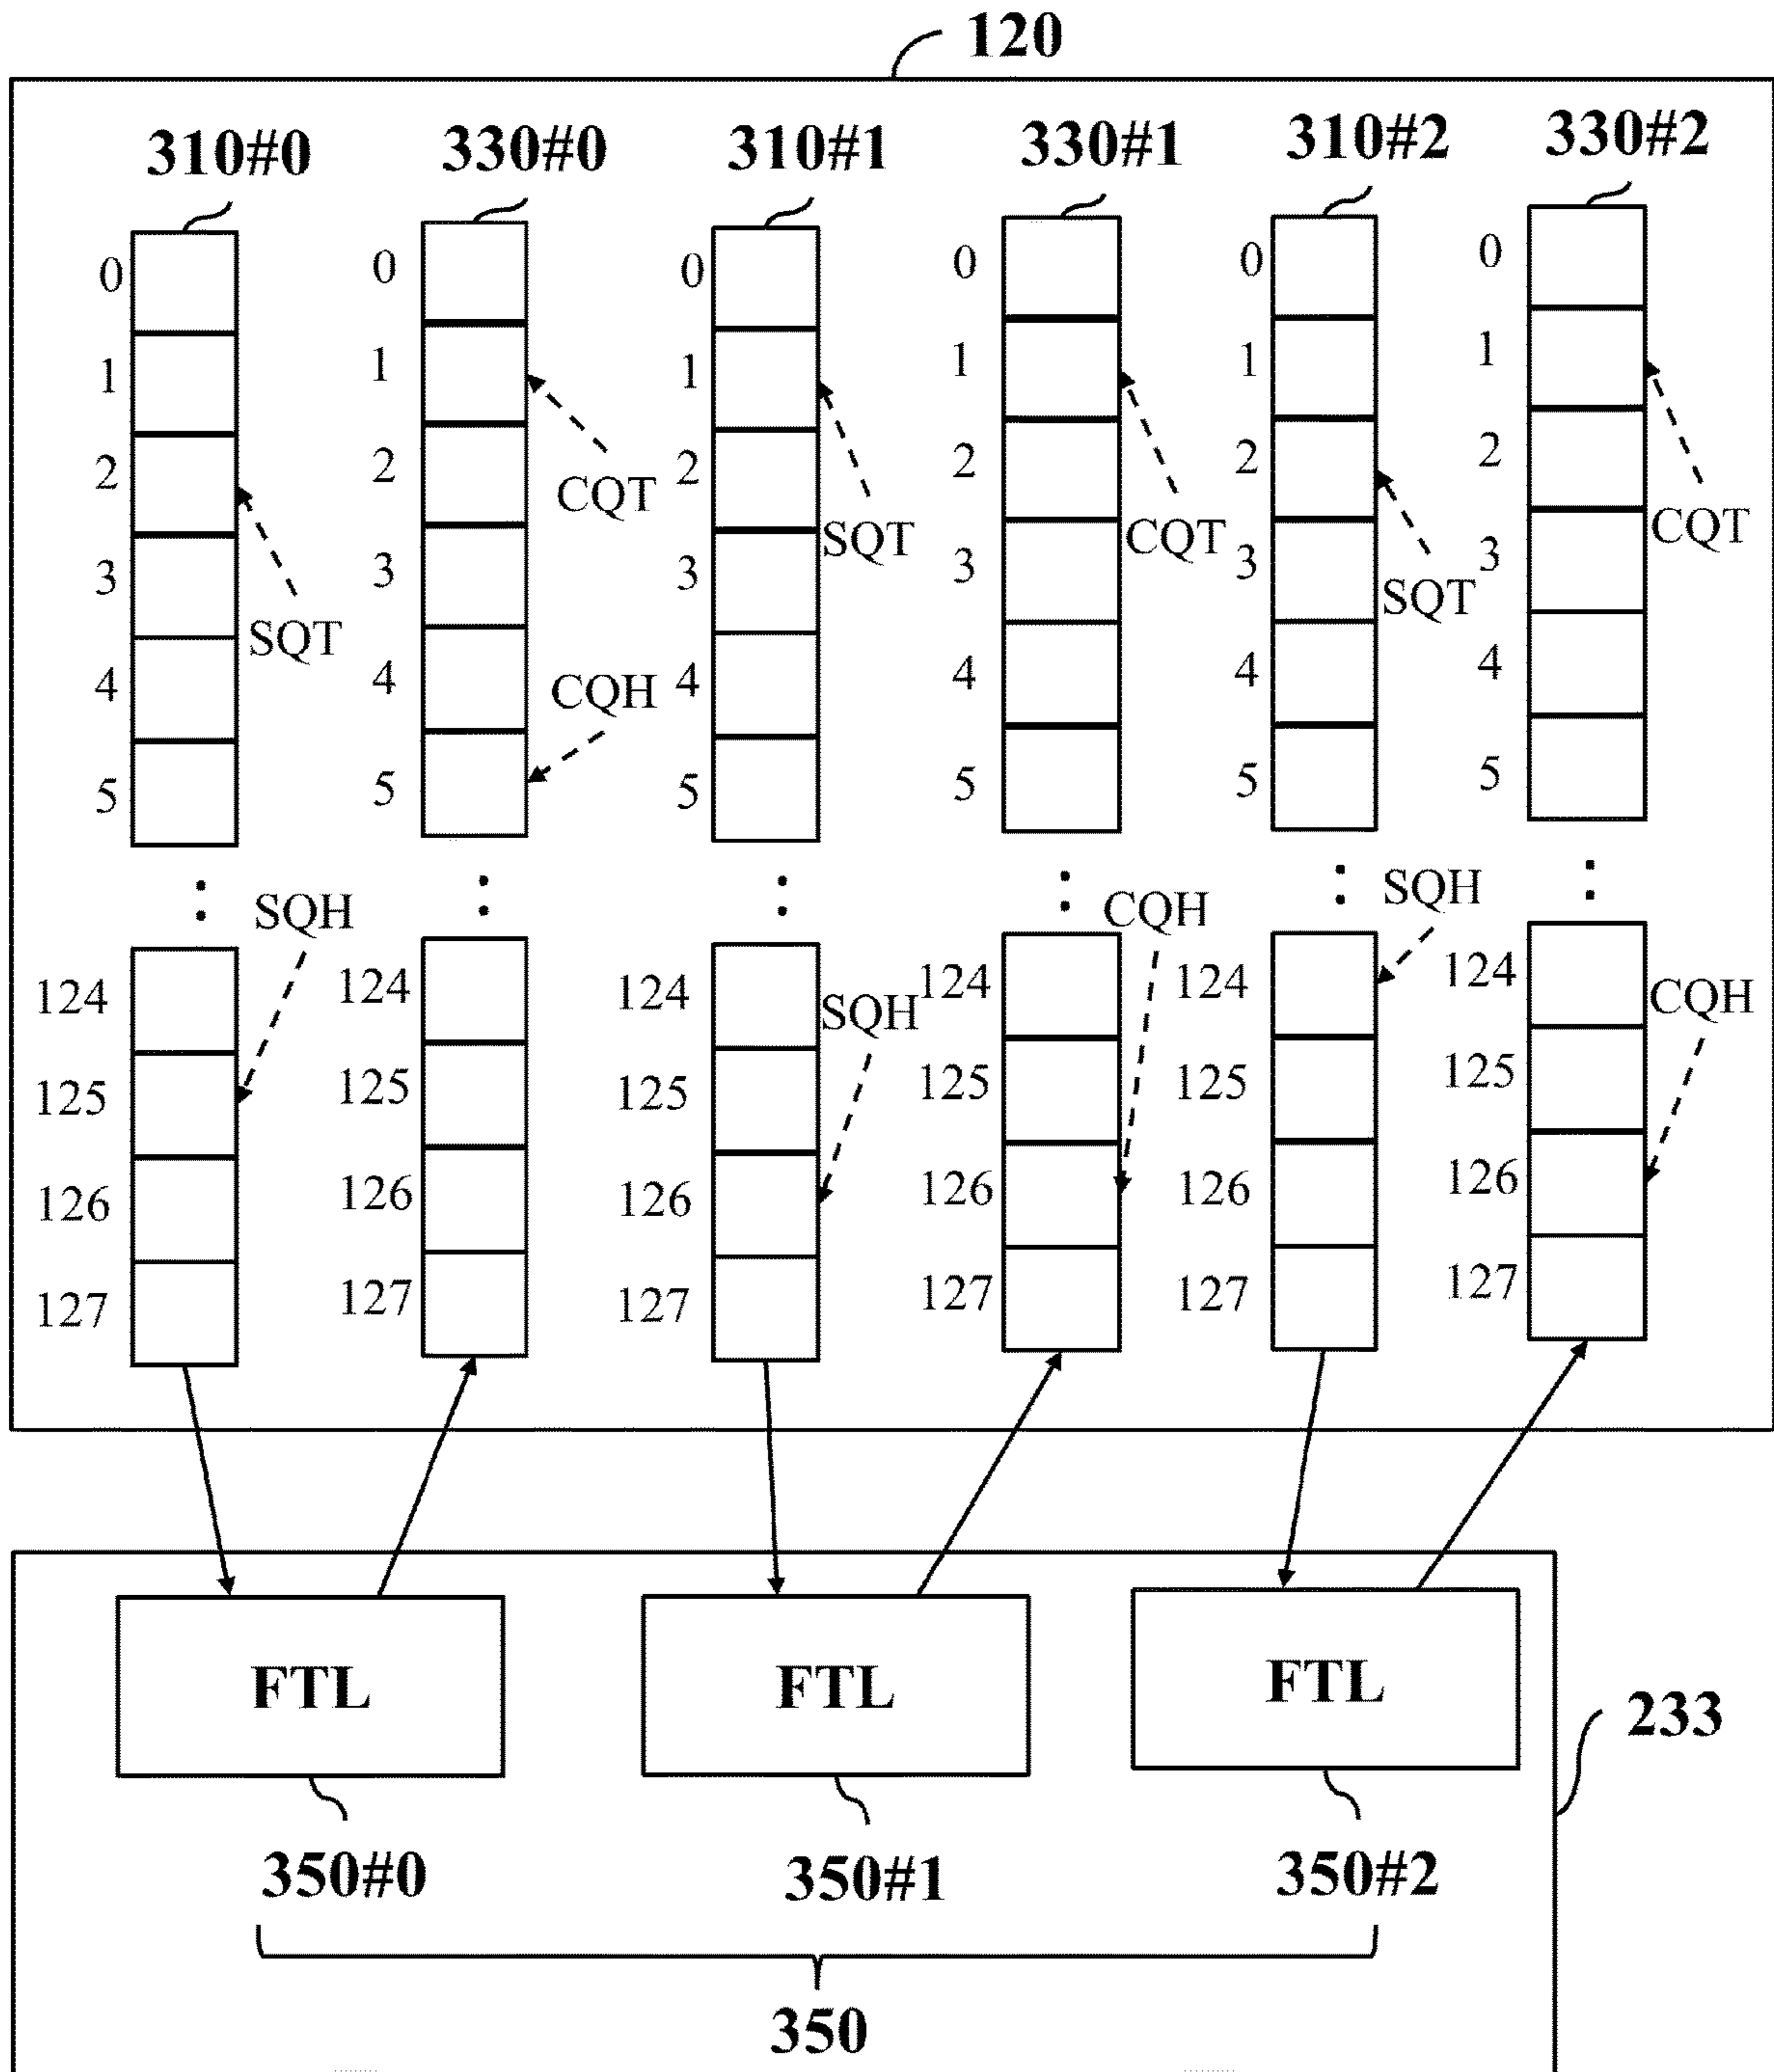 120
310#0 330#0 310#1 330#1 310#2 330#2
0 0 0 0 0 0
1 1 1 1 1 1
2 2 2 2 2 2
CQT SQT CQT CQT
3 3 3 3 3 3
SQT SQT
4 4 4 4 4 4
CQH
5 5 5 5 5 5
SQH CQH SQH
124 124 124 124 124 124
SQH CQH
125 125 125 125 125 125
126 126 126 126 126 126
127 127 127 127 127 127
FTL FTL FTL
233
350#0 350#1 350#2
350